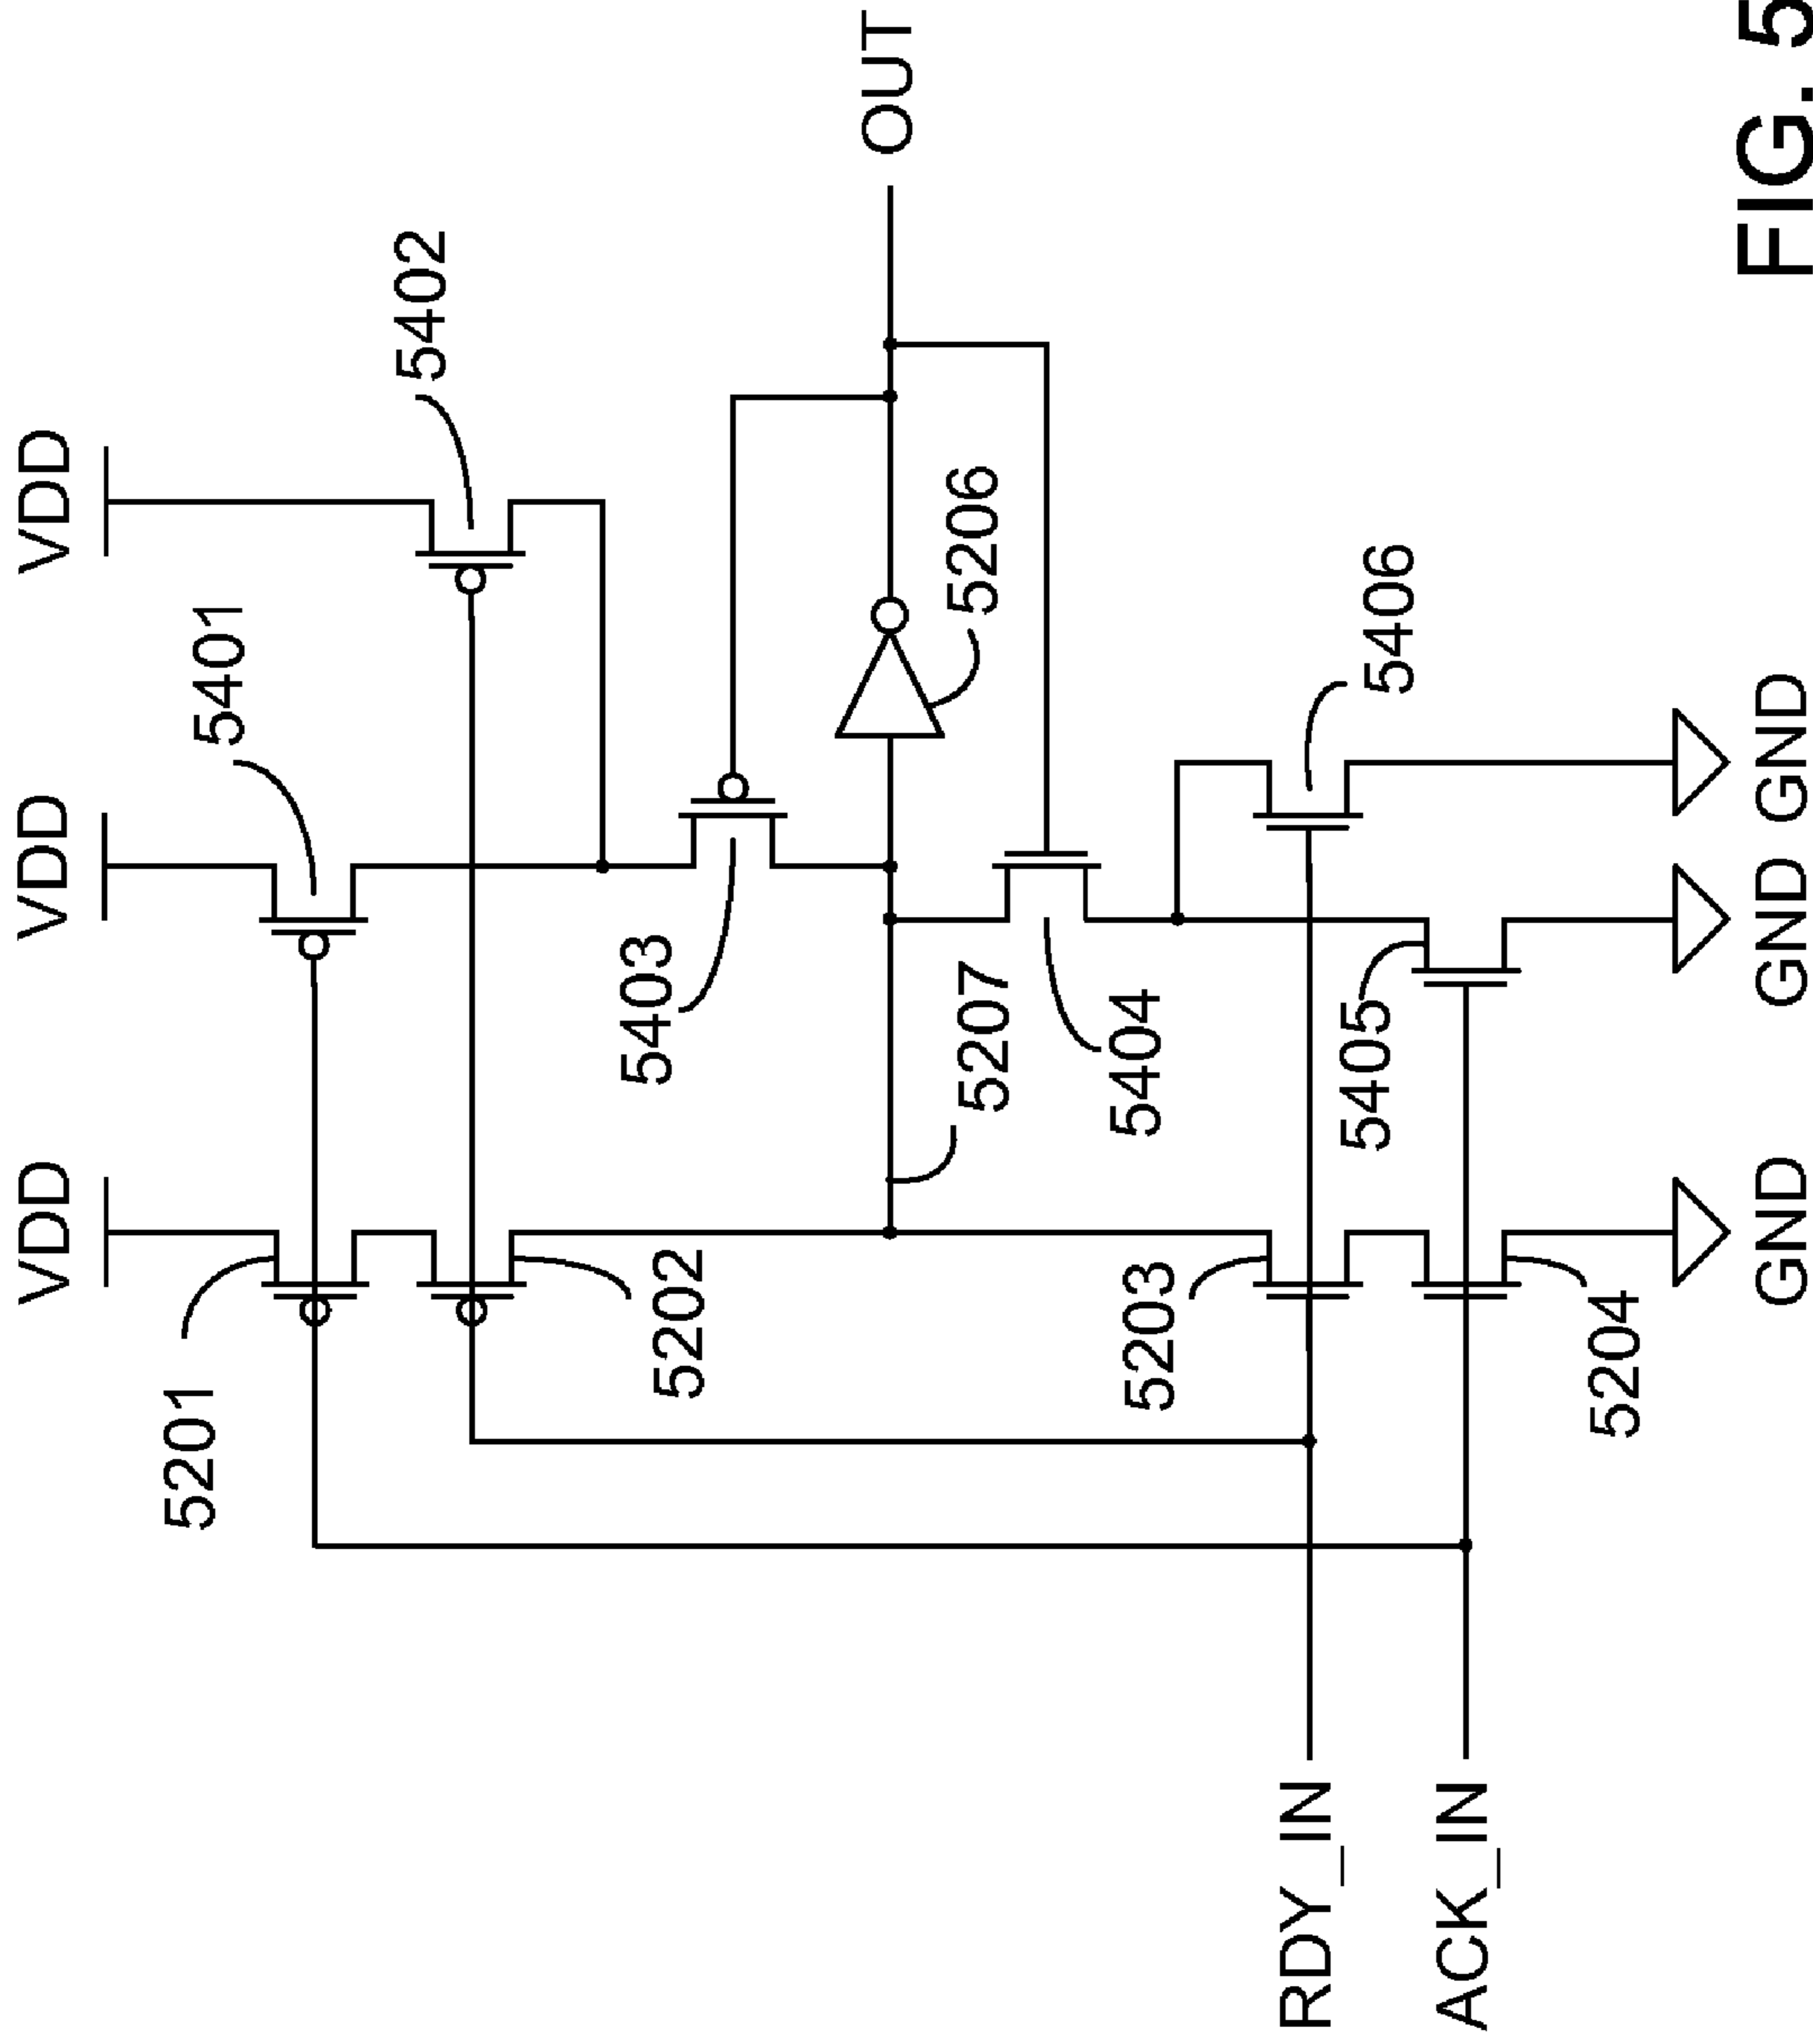 VDD
VDD
VDD
5201
5401
5402
5202
5403
5207
5206
OUT
5404
5203
5405
5406
5204
RDY_IN
ACK_IN
GND
GND
GND
FIG. 5